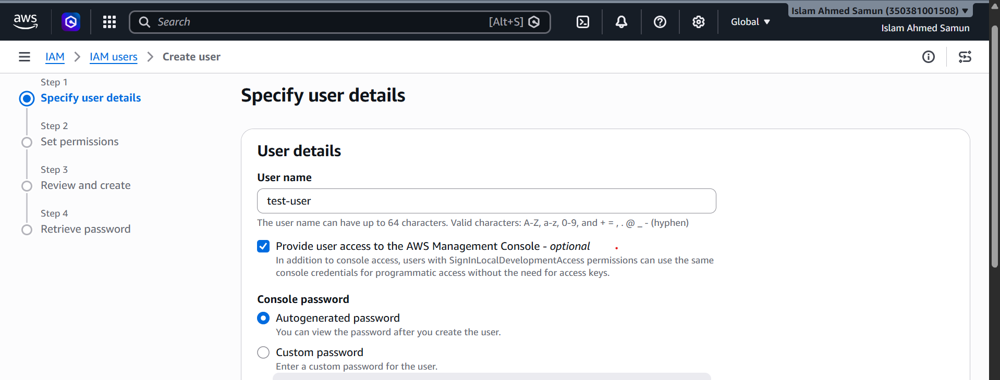 aws
Search
[Alt+S]
Global
Islam Ahmed Samun (350381001508)
Islam Ahmed Samun
IAM
IAM users
Create user
Step 1
Specify user details
Step 2
Set permissions
Step 3
Review and create
Step 4
Retrieve password
Specify user details
User details
User name
test-user
The user name can have up to 64 characters. Valid characters: A-Z, a-z, 0-9, and + = , . @ _ - (hyphen)
Provide user access to the AWS Management Console - optional
In addition to console access, users with SignInLocalDevelopmentAccess permissions can use the same
console credentials for programmatic access without the need for access keys.
Console password
Autogenerated password
You can view the password after you create the user.
Custom password
Enter a custom password for the user.